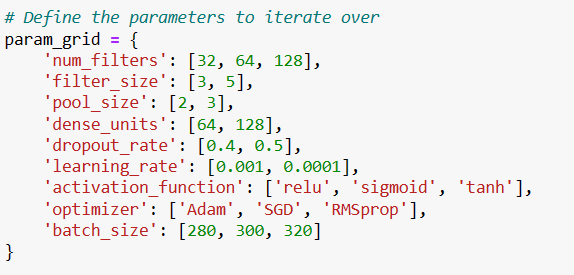 # Define the parameters to iterate over
param_grid = {
    'num_filters': [32, 64, 128],
    'filter_size': [3, 5],
    'pool_size': [2, 3],
    'dense_units': [64, 128],
    'dropout_rate': [0.4, 0.5],
    'learning_rate': [0.001, 0.0001],
    'activation_function': ['relu', 'sigmoid', 'tanh'],
    'optimizer': ['Adam', 'SGD', 'RMSprop'],
    'batch_size': [280, 300, 320]
}